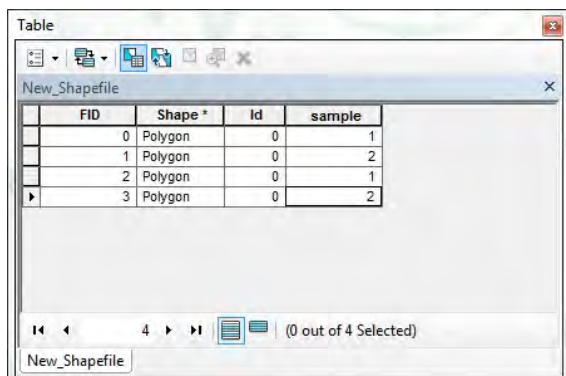 Table
New_Shapefile
FID Shape * Id sample
0 Polygon 0 1
1 Polygon 0 2
2 Polygon 0 1
3 Polygon 0 2
4 (0 out of 4 Selected)
New_Shapefile